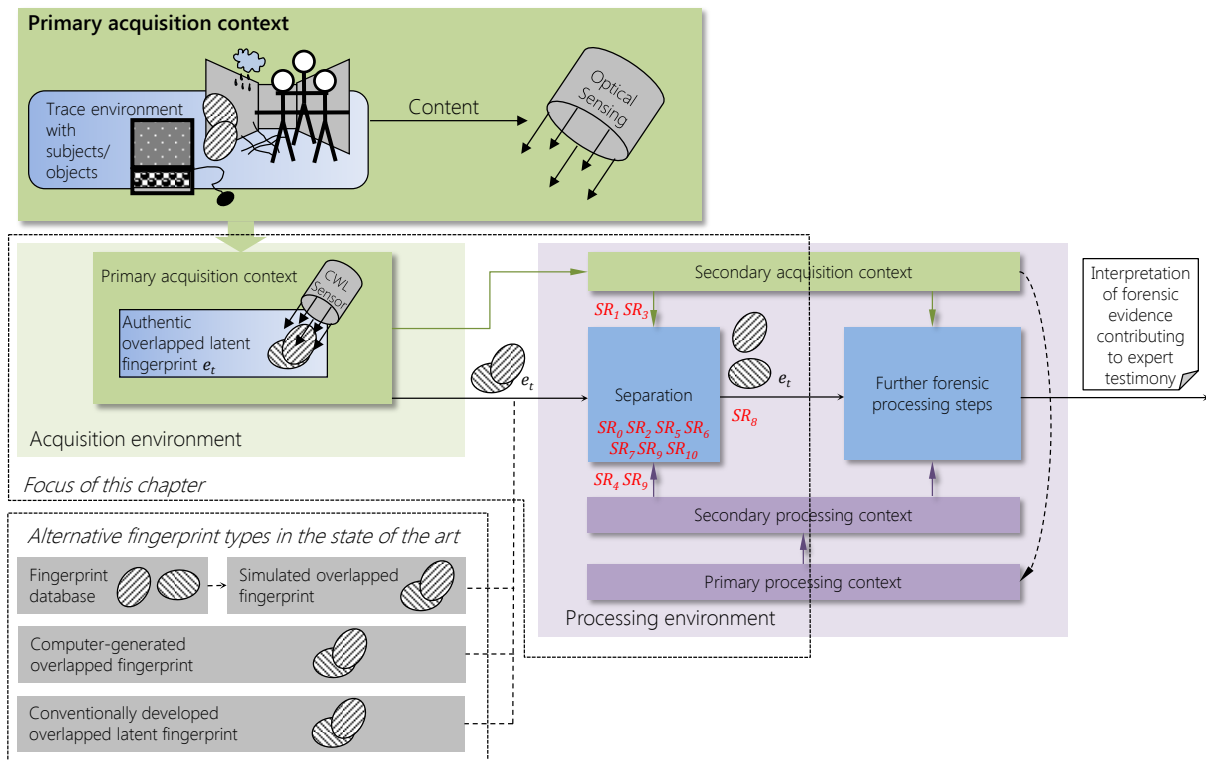 Primary acquisition context
Trace environment
with
subjects/
objects
Content
Optical
Sensing
Primary acquisition context
CWL
Sensor
Authentic
overlapped latent
fingerprint e_t
Acquisition environment
Focus of this chapter
e_t
Secondary acquisition context
SR_1 SR_3
Separation
SR_0 SR_2 SR_5 SR_6
SR_7 SR_9 SR_10
SR_4 SR_9
e_t
SR_8
Further forensic
processing steps
Secondary processing context
Primary processing context
Processing environment
Interpretation
of forensic
evidence
contributing
to expert
testimony
Alternative fingerprint types in the state of the art
Fingerprint
database
Simulated overlapped
fingerprint
Computer-generated
overlapped fingerprint
Conventionally developed
overlapped latent fingerprint